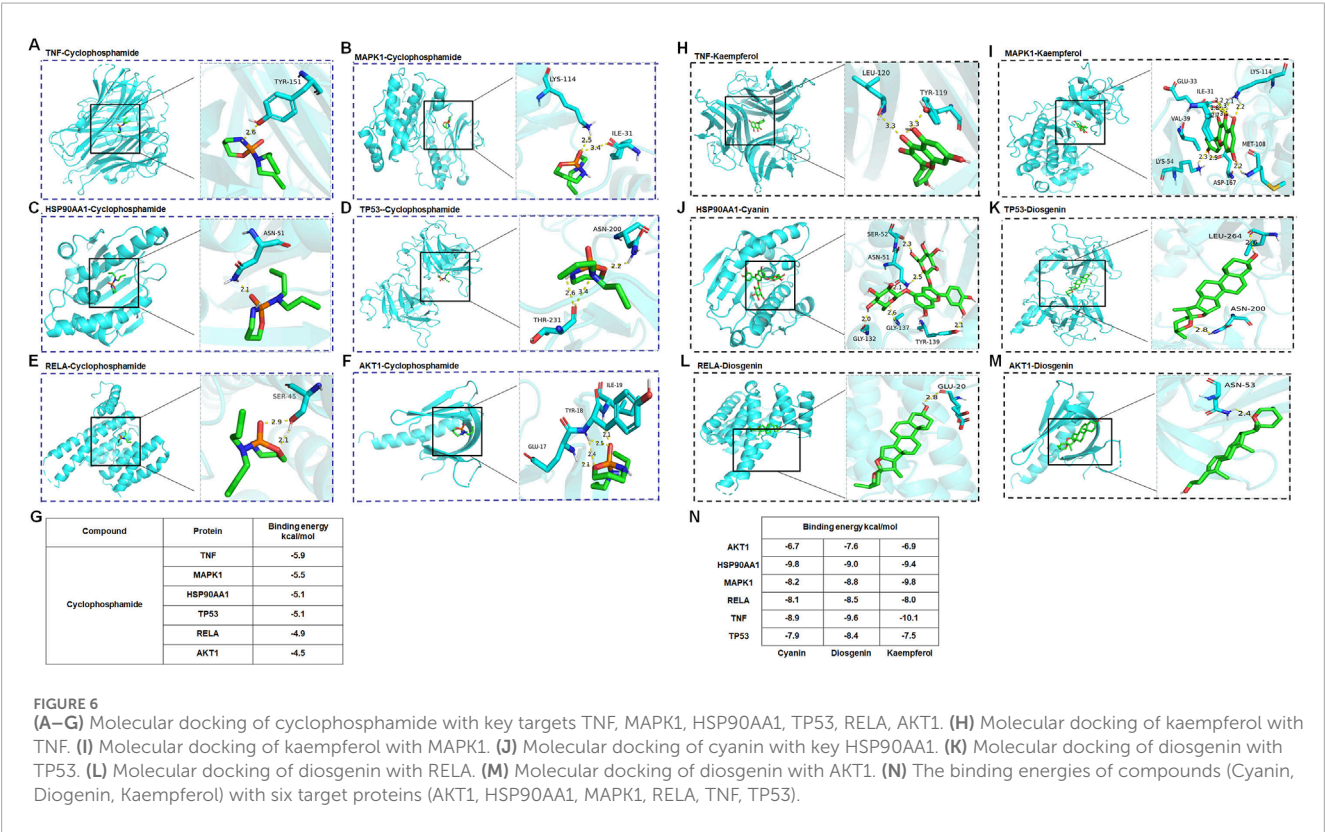 A
TNF-Cyclophosphamide
TYR-151
2.6
B
MAPK1-Cyclophosphamide
LYS-114
ILE-31
2.5
3.4
H
TNF-Kaempferol
LEU-120
TYR-119
3.3
3.3
I
MAPK1-Kaempferol
LYS-114
GLU-33
ILE-31
VAL-39
LYS-54
MET-108
ASP-167
2.2
2.2
2.3
2.2
C
HSP90AA1-Cyclophosphamide
ASN-51
2.1
D
TP53--Cyclophosphamide
ASN-200
2.2
2.6
3.4
THR-231
J
HSP90AA1-Cyanin
SER-52
2.3
ASN-51
2.5
2.1
2.0
2.6
GLY-137
2.1
GLY-132
TYR-139
K
TP53-Diosgenin
LEU-264
2.6
ASN-200
2.8
E
RELA-Cyclophosphamide
SER-45
2.9
2.1
F
AKT1-Cyclophosphamide
ILE-19
TYR-18
GLU-17
2.1
2.5
2.4
2.1
L
RELA-Diosgenin
GLU-20
2.8
M
AKT1-Diosgenin
ASN-53
2.4
G
Compound Protein Binding energy
kcal/mol
Cyclophosphamide
TNF -5.9
MAPK1 -5.5
HSP90AA1 -5.1
TP53 -5.1
RELA -4.9
AKT1 -4.5
N
Binding energy kcal/mol
AKT1 -6.7 -7.6 -6.9
HSP90AA1 -9.8 -9.0 -9.4
MAPK1 -8.2 -8.8 -9.8
RELA -8.1 -8.5 -8.0
TNF -8.9 -9.6 -10.1
TP53 -7.9 -8.4 -7.5
Cyanin Diosgenin Kaempferol
FIGURE 6
(A–G) Molecular docking of cyclophosphamide with key targets TNF, MAPK1, HSP90AA1, TP53, RELA, AKT1. (H) Molecular docking of kaempferol with
TNF. (I) Molecular docking of kaempferol with MAPK1. (J) Molecular docking of cyanin with key HSP90AA1. (K) Molecular docking of diosgenin with
TP53. (L) Molecular docking of diosgenin with RELA. (M) Molecular docking of diosgenin with AKT1. (N) The binding energies of compounds (Cyanin,
Diogenin, Kaempferol) with six target proteins (AKT1, HSP90AA1, MAPK1, RELA, TNF, TP53).